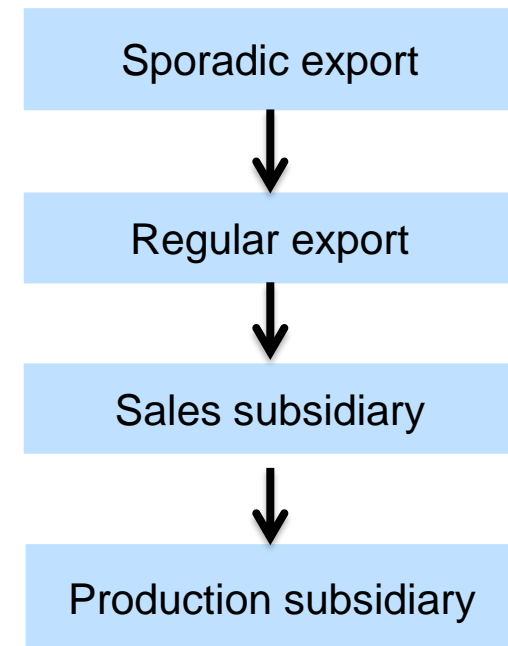 Sporadic export
Regular export
Sales subsidiary
Production subsidiary